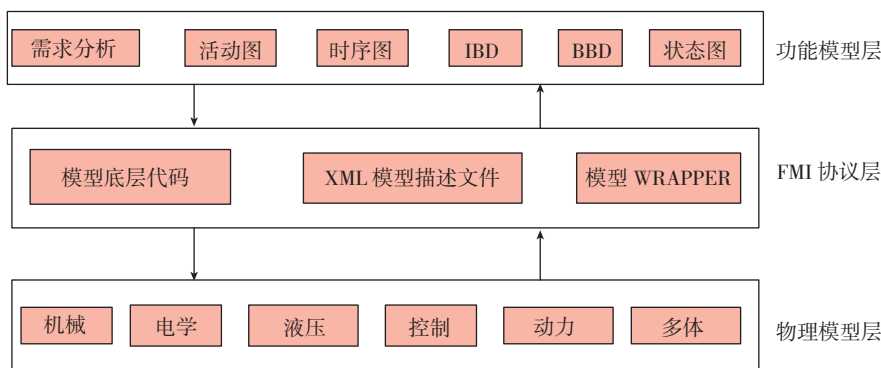 需求分析 活动图 时序图 IBD BBD 状态图 功能模型层
模型底层代码 XML 模型描述文件 模型 WRAPPER FMI 协议层
机械 电学 液压 控制 动力 多体 物理模型层